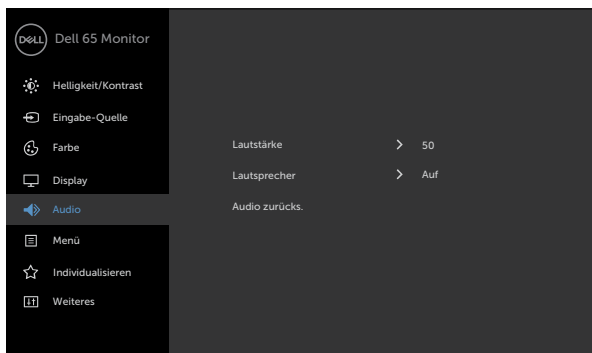 DELL Dell 65 Monitor
Helligkeit/Kontrast
Eingabe-Quelle
Farbe
Display
Audio
Menü
Individualisieren
Weiteres
Lautstärke 50
Lautsprecher Auf
Audio zurücks.